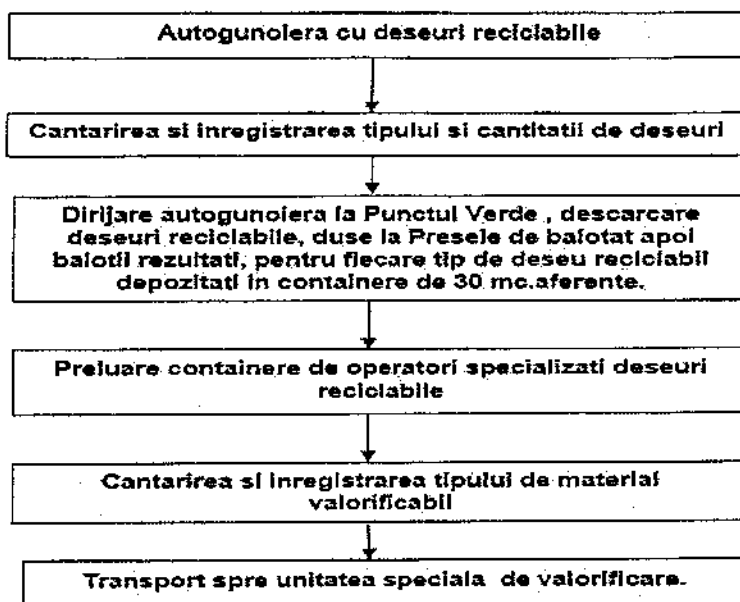 Autogunoiera cu deseuri reciclabile
Cantarirea si inregistrarea tipului si cantitatii de deseuri
Dirijare autogunoiera la Punctul Verde , descarcare
deseuri reciclabile, duse la Presele de balotat apoi
balotii rezultati, pentru fiecare tip de deseu reciclabil
depozitati in containere de 30 mc.aferente.
Preluare containere de operatori specializati deseuri
reciclabile
Cantarirea si inregistrarea tipului de material
valorificabil
Transport spre unitatea speciala de valorificare.